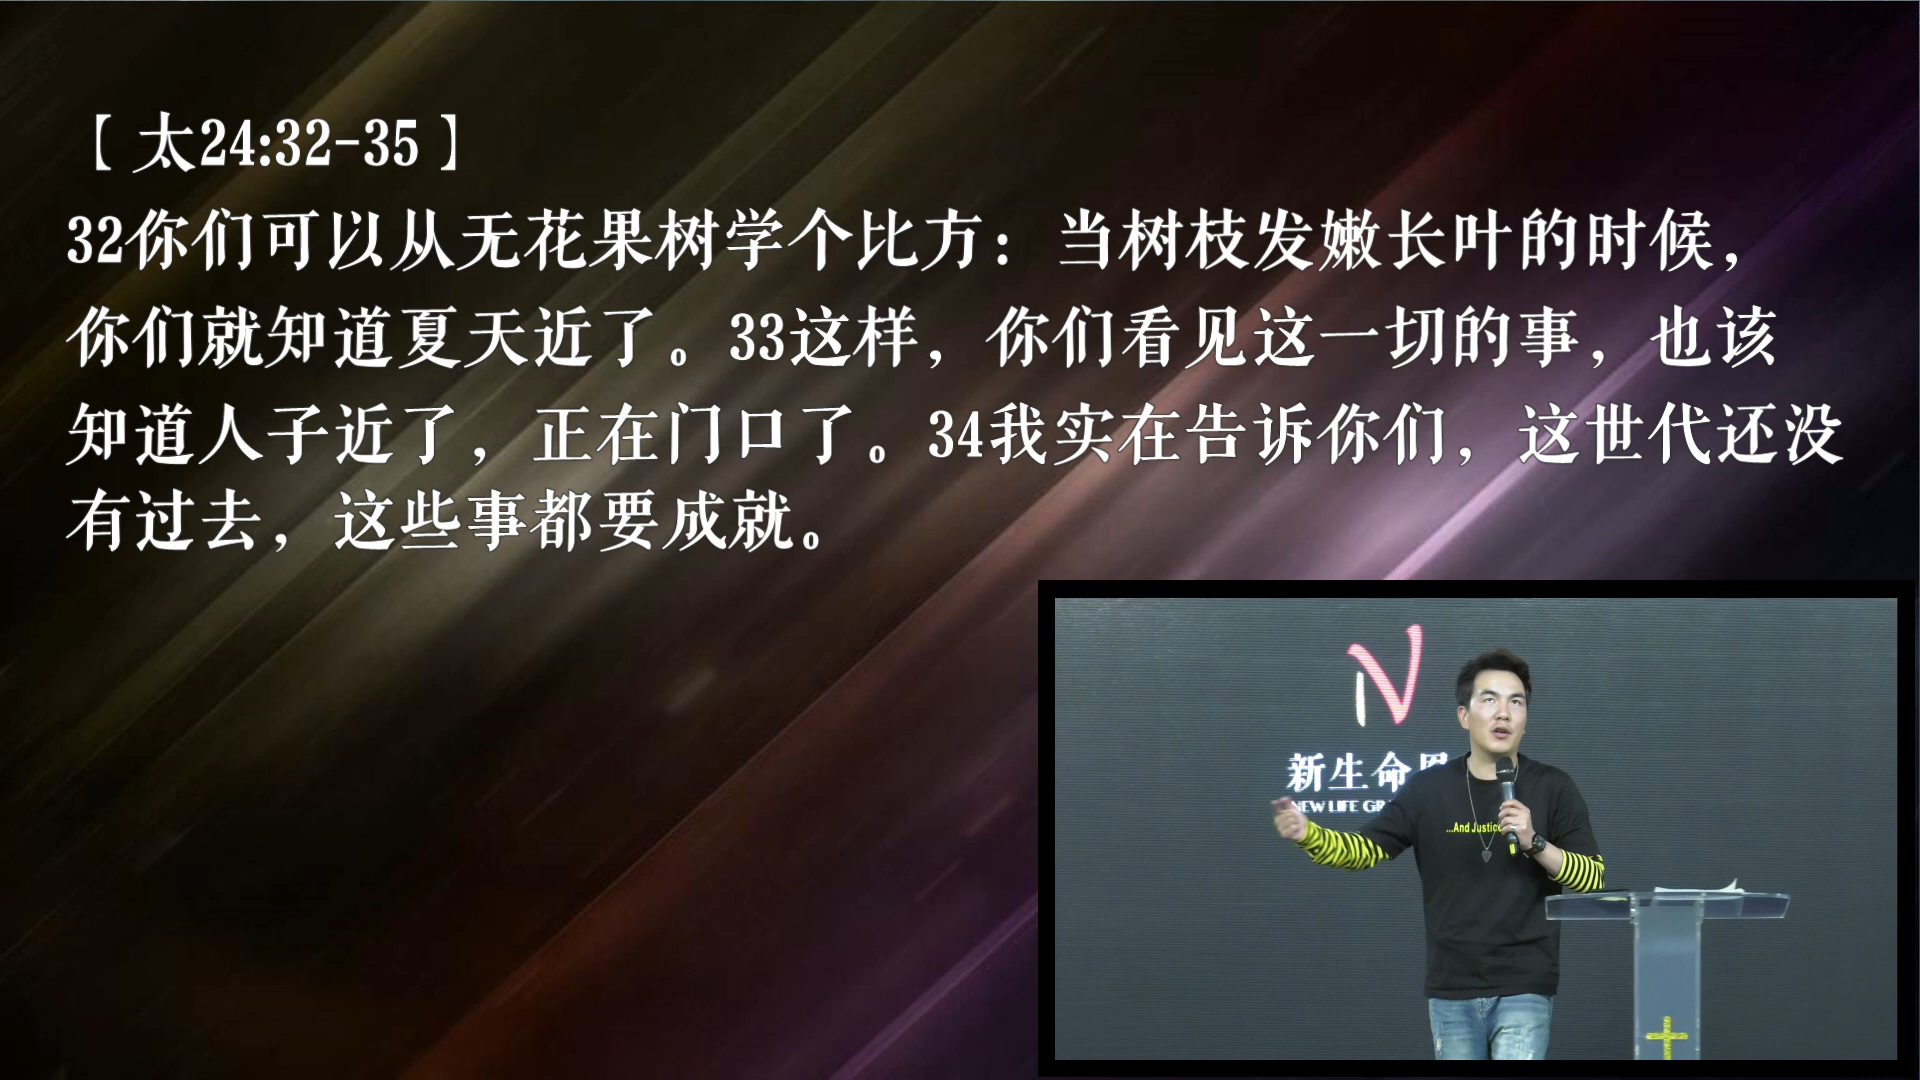 【 太24:32-35】
32你们可以从无花果树学个比方：当树枝发嫩长叶的时候，
你们就知道夏天近了。33这样，你们看见这一切的事，也该
知道人子近了，正在门口了。34我实在告诉你们，这世代还没
有过去，这些事都要成就。
新生命恩
NEW LIFE GR
...And Justice